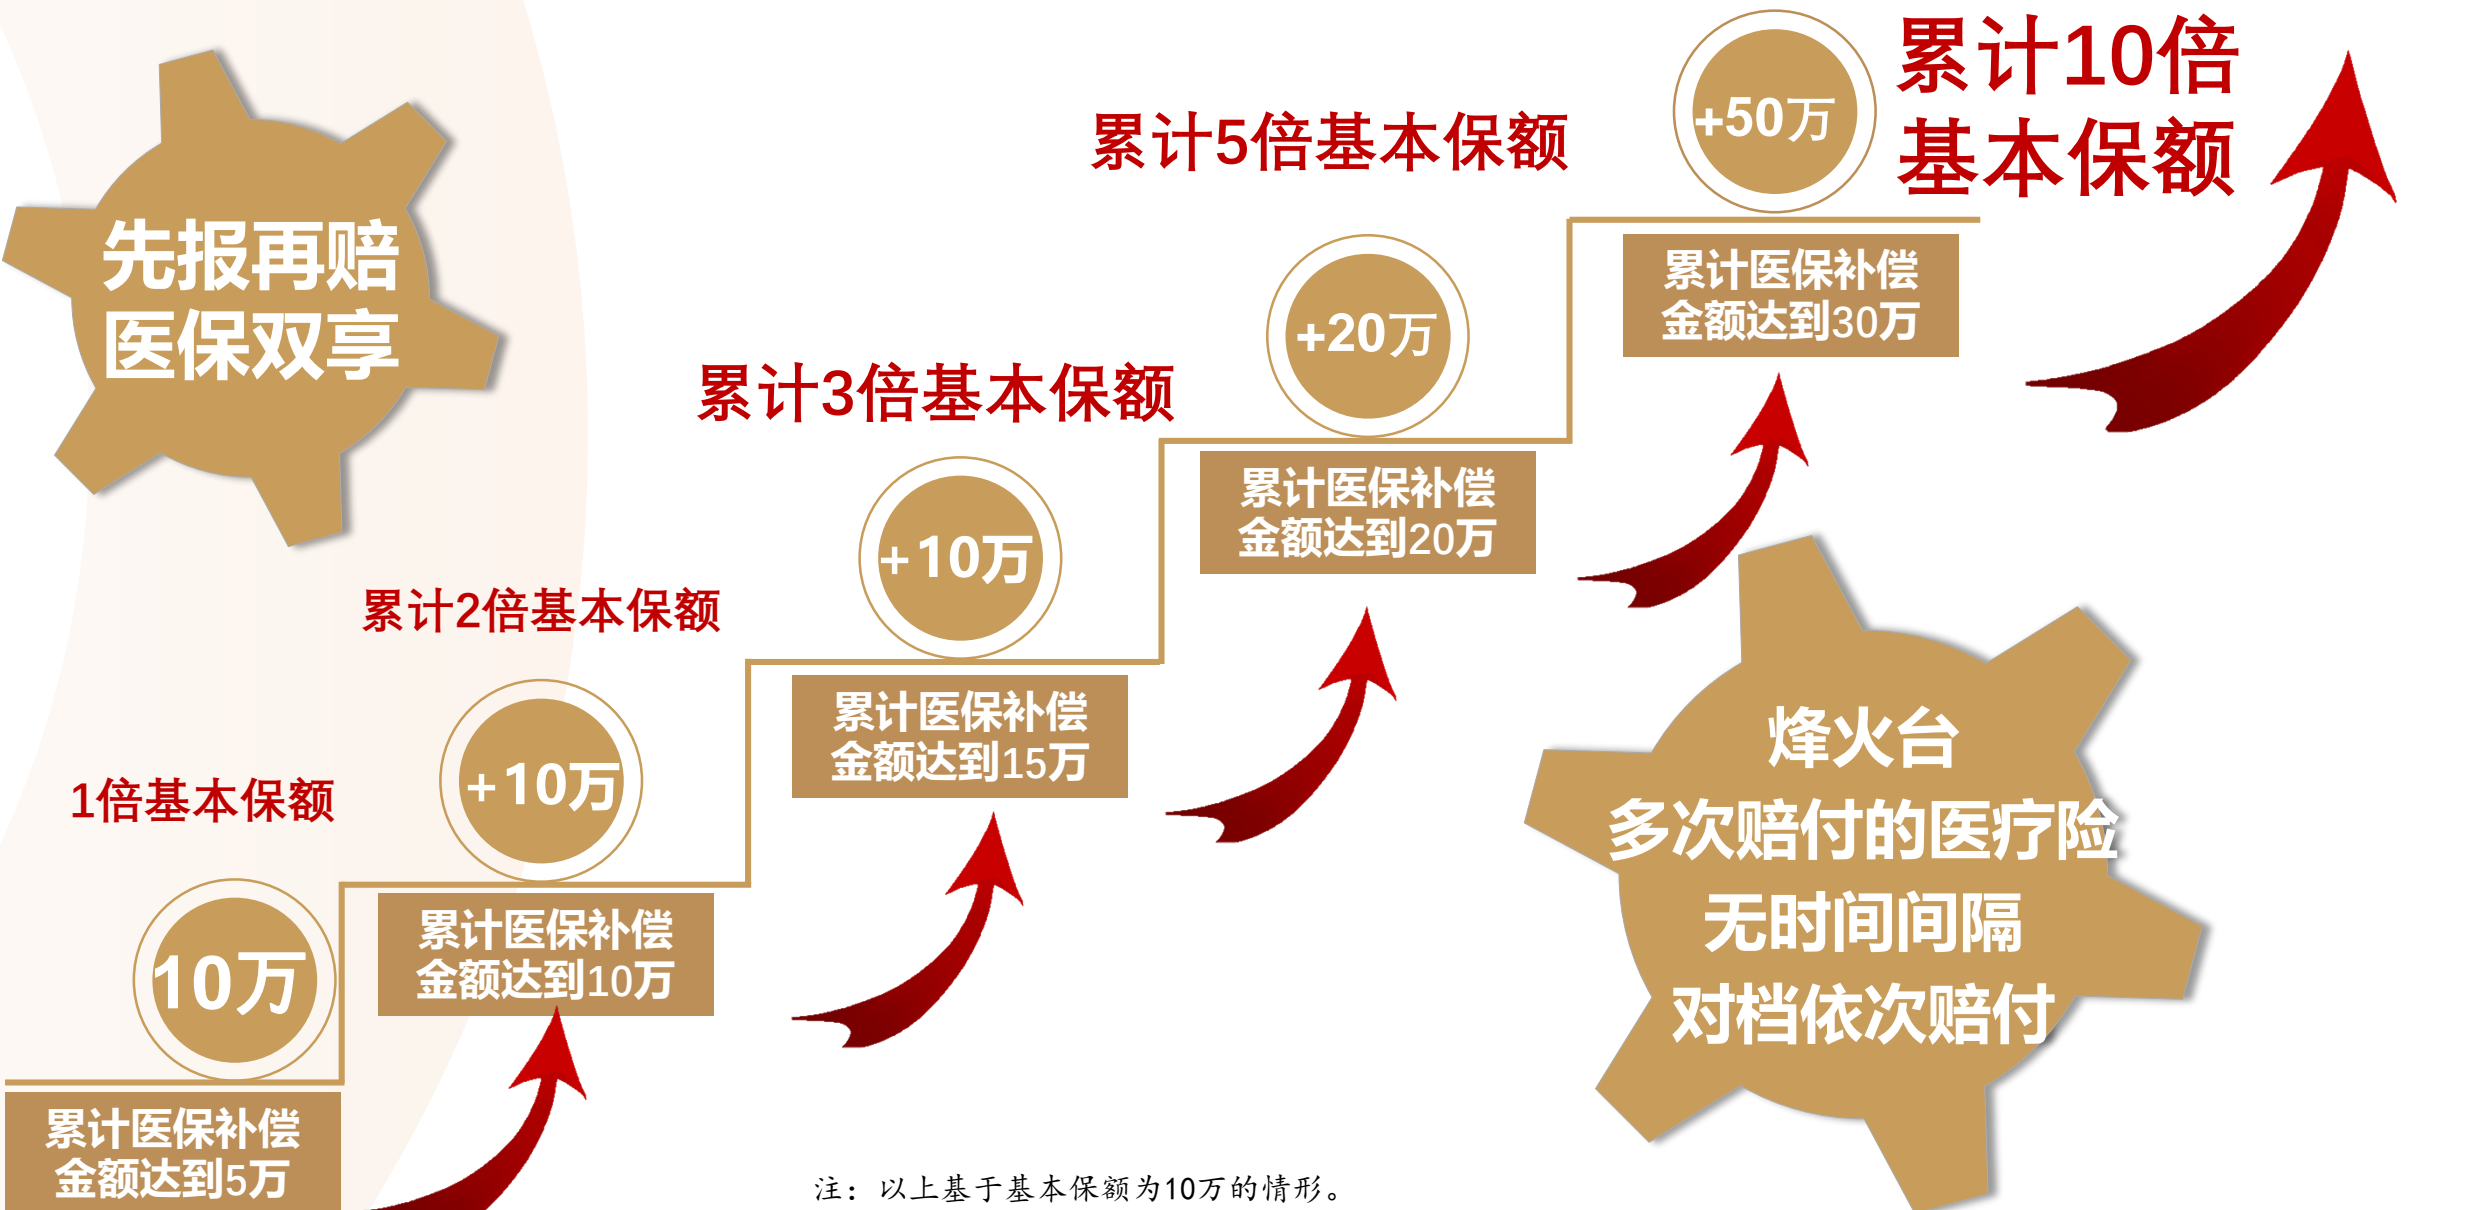 先报再赔
医保双享
1倍基本保额
10万
累计医保补偿
金额达到5万
累计2倍基本保额
+10万
累计医保补偿
金额达到10万
累计3倍基本保额
+10万
累计医保补偿
金额达到15万
累计5倍基本保额
+20万
累计医保补偿
金额达到20万
累计10倍
基本保额
+50万
累计医保补偿
金额达到30万
烽火台
多次赔付的医疗险
无时间间隔
对档依次赔付
注：以上基于基本保额为10万的情形。